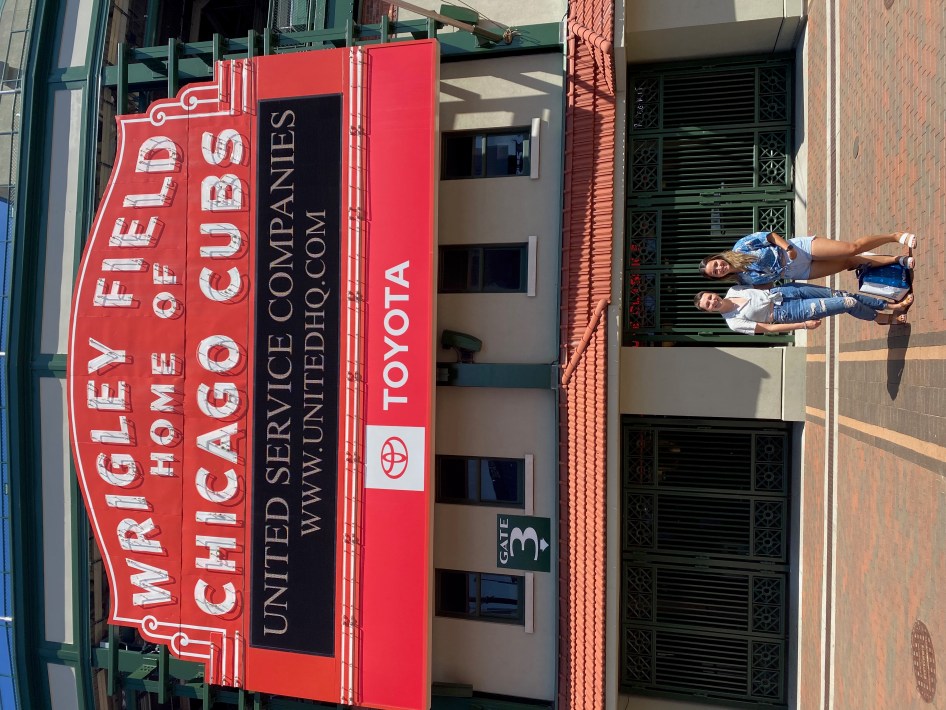 WRIGLEY FIELD
HOME OF
CHICAGO CUBS
UNITED SERVICE COMPANIES
WWW.UNITEDHQ.COM
TOYOTA
GATE
3